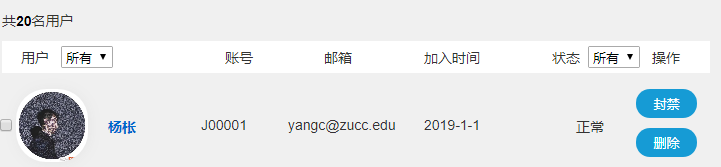 共20名用户
用户 所有 账号 邮箱 加入时间 状态 所有 操作
杨枨 J00001 yangc@zucc.edu 2019-1-1 正常 封禁
删除